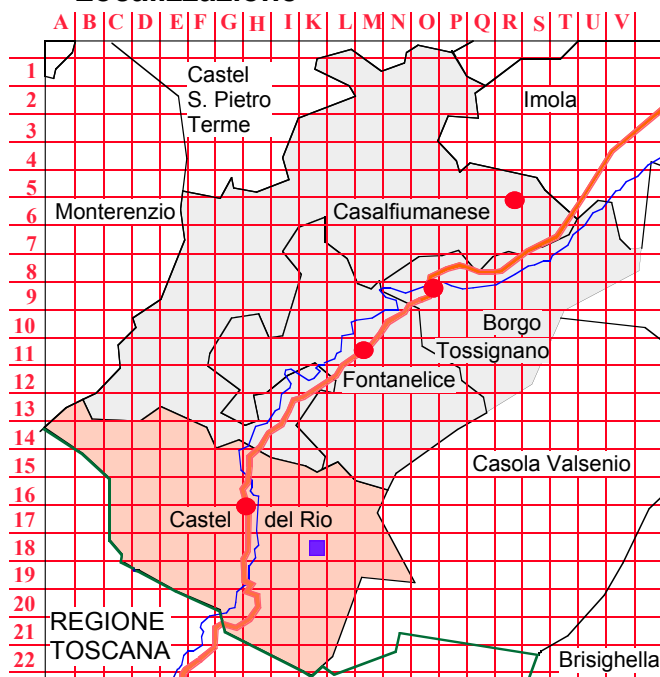 Localizzazione
A B C D E F G H I K L M N O P Q R S T U V
1
2
3
4
5
6
7
8
9
10
11
12
13
14
15
16
17
18
19
20
21
22
Castel
S. Pietro
Terme
Imola
Monterenzio
Casalfiumanese
Borgo
Tossignano
Fontanelice
Casola Valsenio
Castel del Rio
REGIONE
TOSCANA
Brisighella